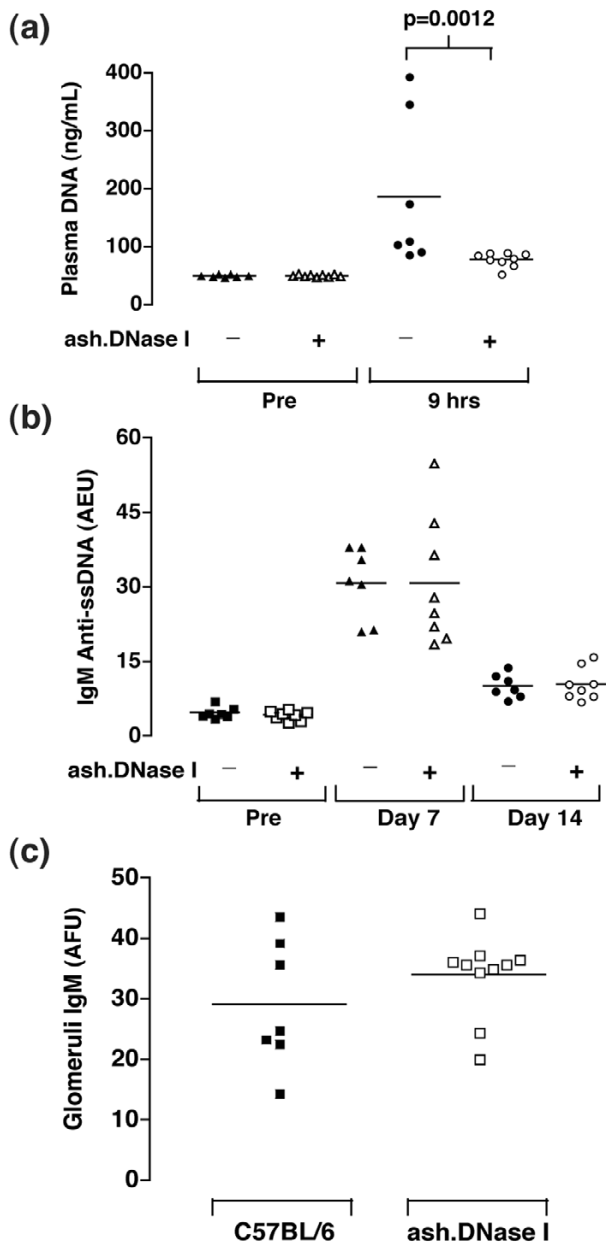 (a)
p=0.0012
Plasma DNA (ng/mL)
400
300
200
100
0
ash.DNase I – + – +
Pre 9 hrs
(b)
IgM Anti-ssDNA (AEU)
60
45
30
15
0
ash.DNase I – + – + – +
Pre Day 7 Day 14
(c)
Glomeruli IgM (AFU)
50
40
30
20
10
0
C57BL/6 ash.DNase I